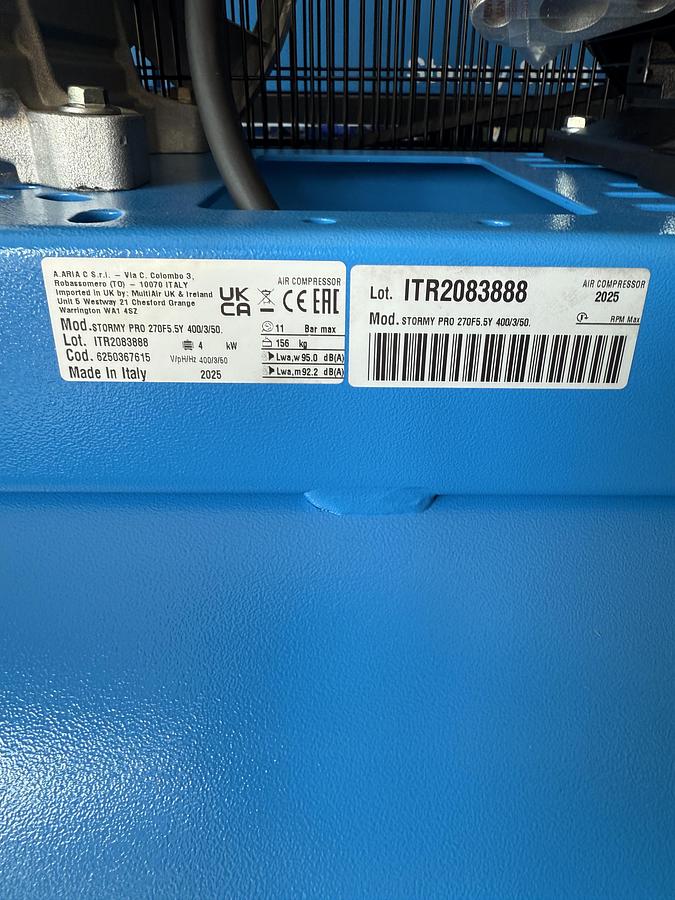 A.ARIA C S.r.l. – Via C. Colombo 3,
Robassomero (TO) – 10070 ITALY
Imported in UK by: MultiAir UK & Ireland
Unit 5 Westway 21 Chesford Grange
Warrington WA1 4SZ
Mod.STORMY PRO 270F5.5Y 400/3/50.
Lot. ITR2083888
4 kW
Cod. 6250367615
V/pH/Hz 400/3/50
Made In Italy
2025
AIR COMPRESSOR
UK
CA
CE
EAC
11 Bar max
156 kg
Lwa,w 95.0 dB(A)
Lwa,m 92.2 dB(A)
Lot. ITR2083888
AIR COMPRESSOR
2025
Mod. STORMY PRO 270F5.5Y 400/3/50.
RPM Max